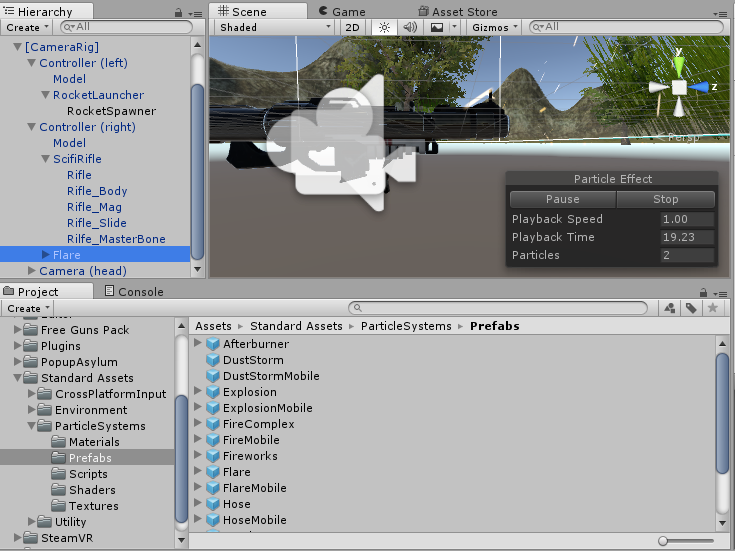 Hierarchy
Create
All
[CameraRig]
Controller (left)
Model
RocketLauncher
RocketSpawner
Controller (right)
Model
ScifiRifle
Rifle
Rifle_Body
Rifle_Mag
Rifle_Slide
Rilfe_MasterBone
Flare
Camera (head)
Scene
Game
Asset Store
Shaded
2D
Gizmos
All
y
z
Persp
Particle Effect
Pause
Stop
Playback Speed 1.00
Playback Time 19.23
Particles 2
Project
Console
Create
Free Guns Pack
Plugins
PopupAsylum
Standard Assets
CrossPlatformInput
Environment
ParticleSystems
Materials
Prefabs
Scripts
Shaders
Textures
Utility
SteamVR
Assets ▸ Standard Assets ▸ ParticleSystems ▸ Prefabs
Afterburner
DustStorm
DustStormMobile
Explosion
ExplosionMobile
FireComplex
FireMobile
Fireworks
Flare
FlareMobile
Hose
HoseMobile